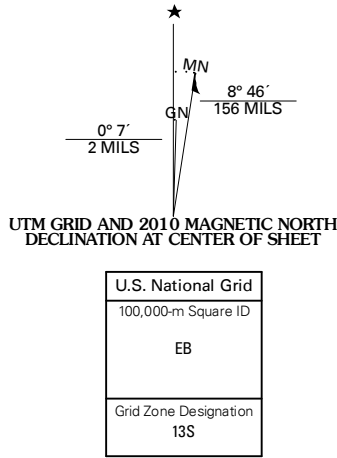 MN
8° 46´
156 MILS
GN
0° 7´
2 MILS
UTM GRID AND 2010 MAGNETIC NORTH
DECLINATION AT CENTER OF SHEET
U.S. National Grid
100,000-m Square ID
EB
Grid Zone Designation
13S